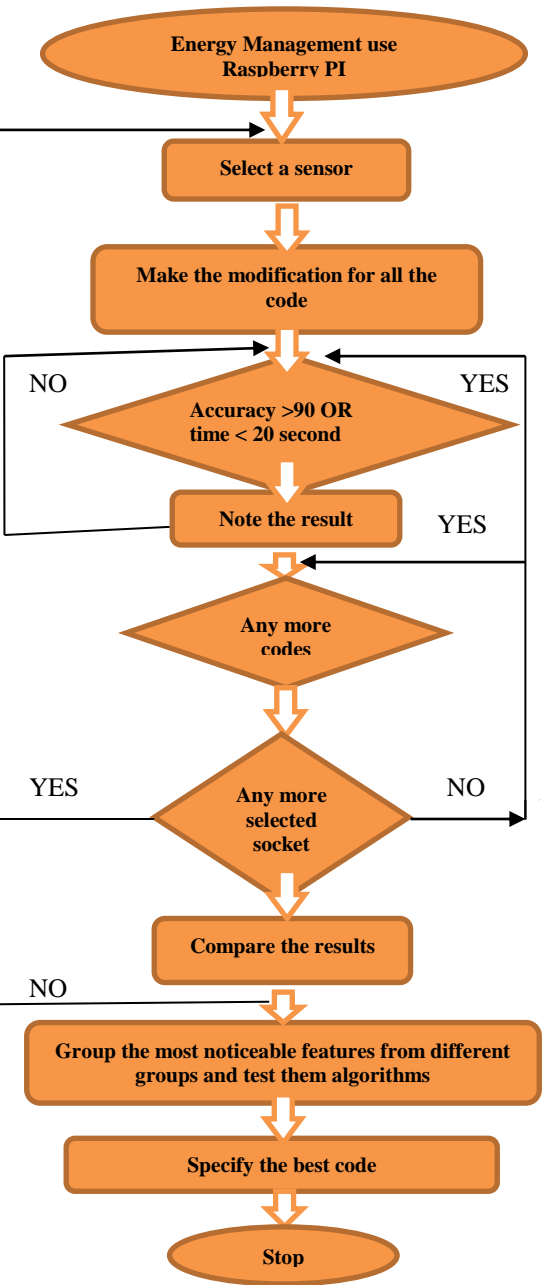 Energy Management use
Raspberry PI
Select a sensor
Make the modification for all the
code
NO
YES
Accuracy >90 OR
time < 20 second
Note the result
YES
Any more
codes
YES
Any more
selected
socket
NO
Compare the results
NO
Group the most noticeable features from different
groups and test them algorithms
Specify the best code
Stop